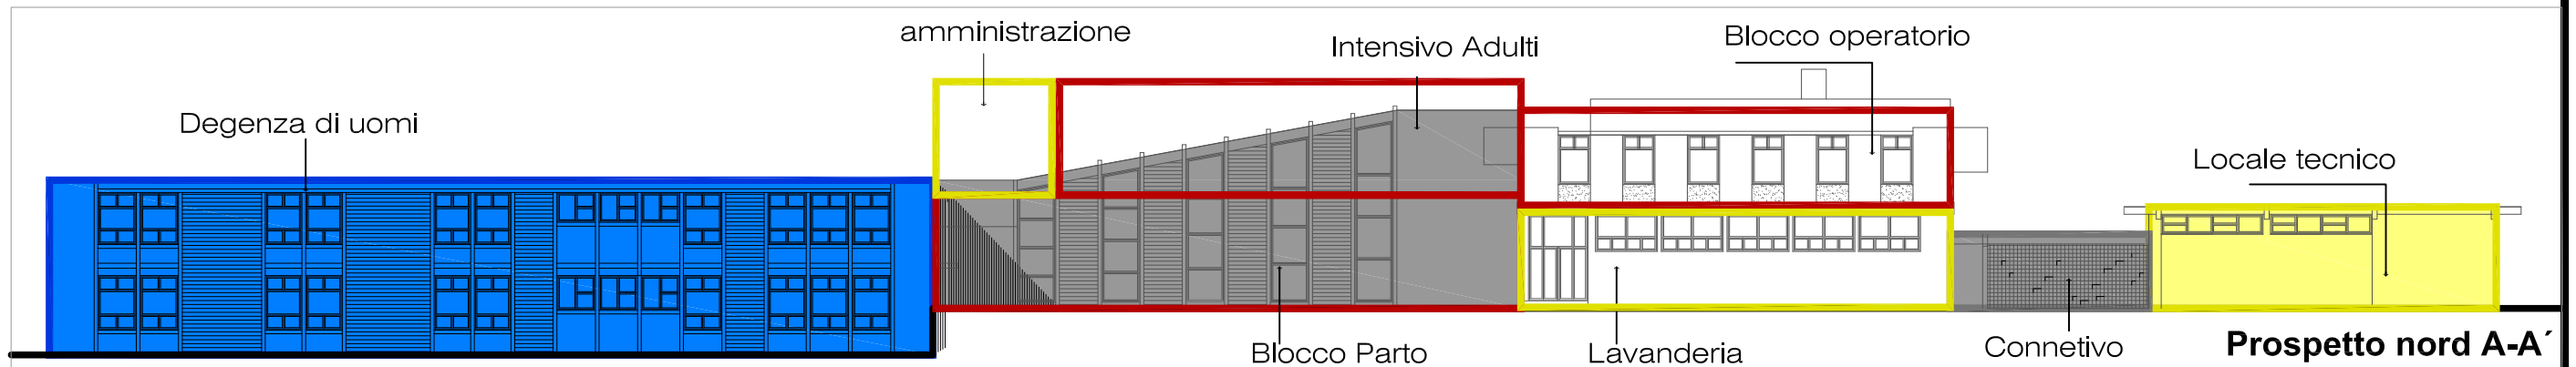 amministrazione
Intensivo Adulti
Blocco operatorio
Degenza di uomi
Locale tecnico
Blocco Parto
Lavanderia
Connetivo
Prospetto nord A-A´